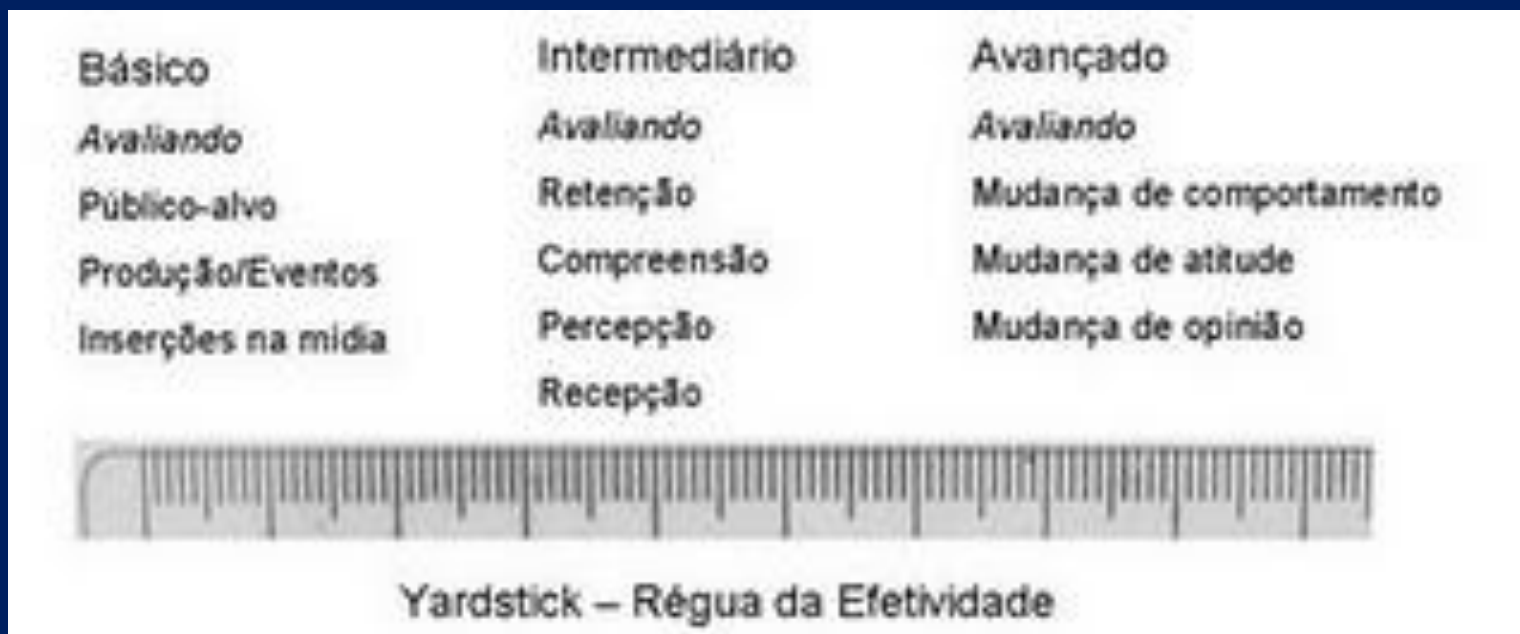 Básico
Avaliando
Público-alvo
Produção/Eventos
Inserções na mídia
Intermediário
Avaliando
Retenção
Compreensão
Percepção
Recepção
Avançado
Avaliando
Mudança de comportamento
Mudança de atitude
Mudança de opinião
Yardstick – Régua da Efetividade